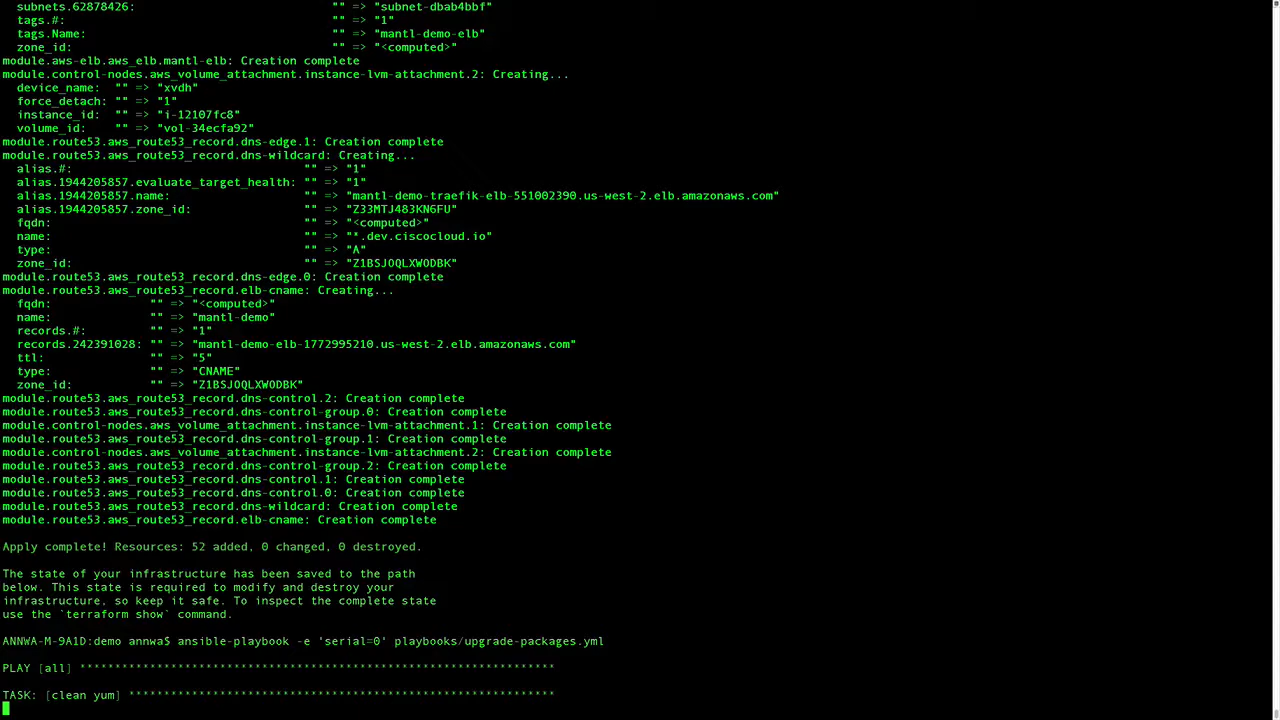 subnets.62878426: "" => "subnet-dbab4bbf"
tags.#: "" => "1"
tags.Name: "" => "mantl-demo-elb"
zone_id: "" => "<computed>"
module.aws-elb.aws_elb.mantl-elb: Creation complete
module.control-nodes.aws_volume_attachment.instance-lvm-attachment.2: Creating...
device_name: "" => "xvdh"
force_detach: "" => "1"
instance_id: "" => "i-12107fc8"
volume_id: "" => "vol-34ecfa92"
module.route53.aws_route53_record.dns-edge.1: Creation complete
module.route53.aws_route53_record.dns-wildcard: Creating...
alias.#: "" => "1"
alias.1944205857.evaluate_target_health: "" => "1"
alias.1944205857.name: "" => "mantl-demo-traefik-elb-551002390.us-west-2.elb.amazonaws.com"
alias.1944205857.zone_id: "" => "Z33MTJ483KN6FU"
fqdn: "" => "<computed>"
name: "" => "*.dev.ciscocloud.io"
type: "" => "A"
zone_id: "" => "Z1BSJOQLXWODBK"
module.route53.aws_route53_record.dns-edge.0: Creation complete
module.route53.aws_route53_record.elb-cname: Creating...
fqdn: "" => "<computed>"
name: "" => "mantl-demo"
records.#: "" => "1"
records.242391028: "" => "mantl-demo-elb-1772995210.us-west-2.elb.amazonaws.com"
ttl: "" => "5"
type: "" => "CNAME"
zone_id: "" => "Z1BSJOQLXWODBK"
module.route53.aws_route53_record.dns-control.2: Creation complete
module.route53.aws_route53_record.dns-control-group.0: Creation complete
module.control-nodes.aws_volume_attachment.instance-lvm-attachment.1: Creation complete
module.route53.aws_route53_record.dns-control-group.1: Creation complete
module.control-nodes.aws_volume_attachment.instance-lvm-attachment.2: Creation complete
module.route53.aws_route53_record.dns-control-group.2: Creation complete
module.route53.aws_route53_record.dns-control.1: Creation complete
module.route53.aws_route53_record.dns-control.0: Creation complete
module.route53.aws_route53_record.dns-wildcard: Creation complete
module.route53.aws_route53_record.elb-cname: Creation complete
Apply complete! Resources: 52 added, 0 changed, 0 destroyed.
The state of your infrastructure has been saved to the path
below. This state is required to modify and destroy your
infrastructure, so keep it safe. To inspect the complete state
use the `terraform show` command.
ANNWA-M-9A1D:demo annwa$ ansible-playbook -e 'serial=0' playbooks/upgrade-packages.yml
PLAY [all] ********************************************************************
TASK: [clean yum] *************************************************************